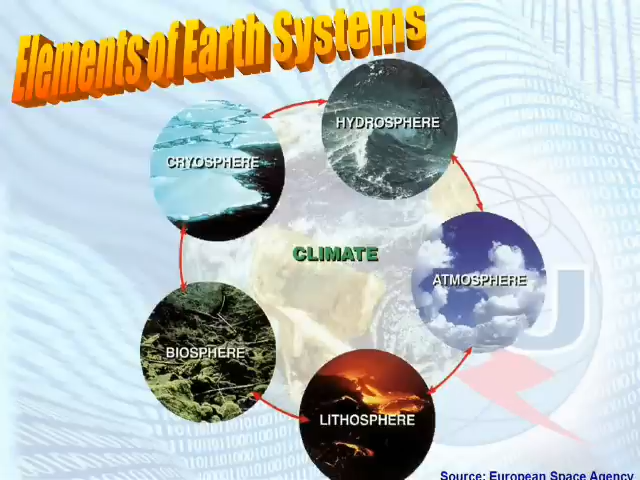 Elements of Earth Systems
HYDROSPHERE
CRYOSPHERE
CLIMATE
ATMOSPHERE
BIOSPHERE
LITHOSPHERE
Source: European Space Agency